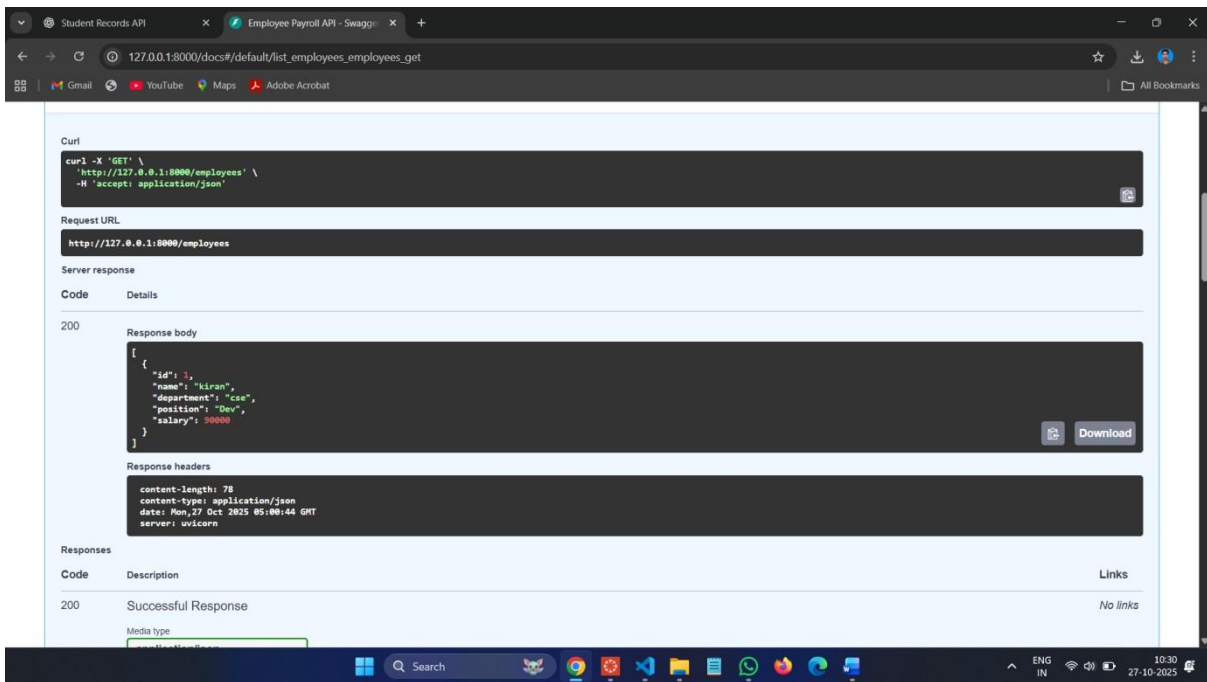 Student Records API
Employee Payroll API - Swagge
127.0.0.1:8000/docs#/default/list_employees_employees_get
Gmail YouTube Maps Adobe Acrobat All Bookmarks
Curl
curl -X 'GET' \
'http://127.0.0.1:8000/employees' \
-H 'accept: application/json'
Request URL
http://127.0.0.1:8000/employees
Server response
Code Details
200
Response body
[
{
"id": 1,
"name": "kiran",
"department": "cse",
"position": "Dev",
"salary": 90000
}
]
Download
Response headers
content-length: 78
content-type: application/json
date: Mon,27 Oct 2025 05:00:44 GMT
server: uvicorn
Responses
Code Description Links
200 Successful Response No links
Media type
application/json
Search
ENG 10:30
IN 27-10-2025